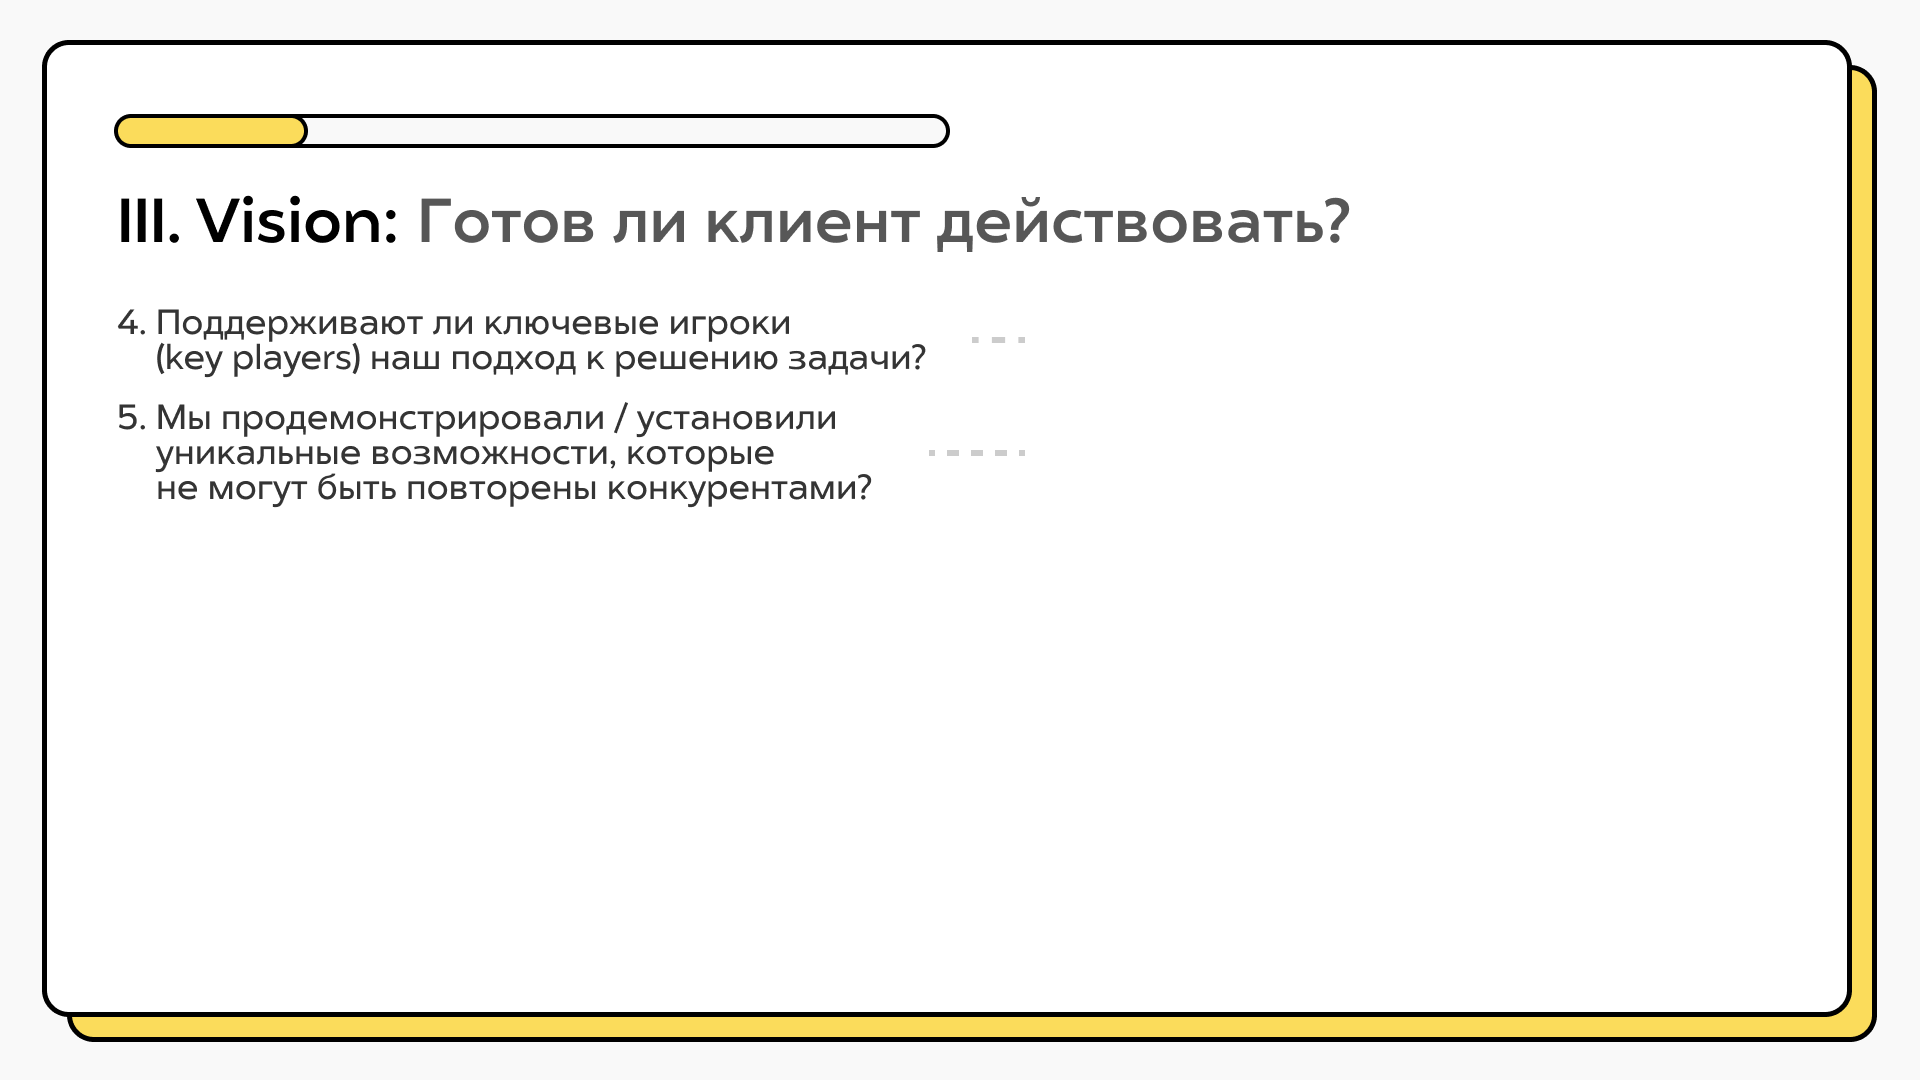 III. Vision: Готов ли клиент действовать?
4. Поддерживают ли ключевые игроки
(key players) наш подход к решению задачи?
5. Мы продемонстрировали / установили
уникальные возможности, которые
не могут быть повторены конкурентами?